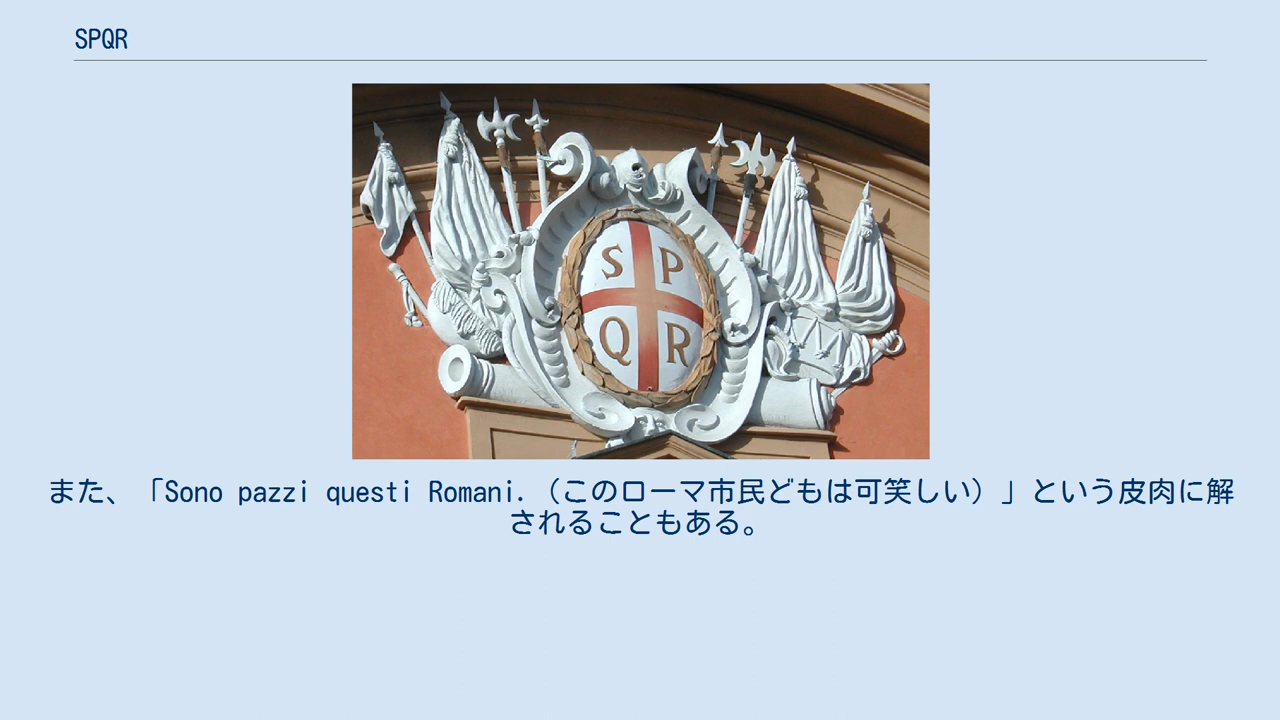 SPQR
S P
Q R
また、「Sono pazzi questi Romani.（このローマ市民どもは可笑しい）」という皮肉に解
されることもある。